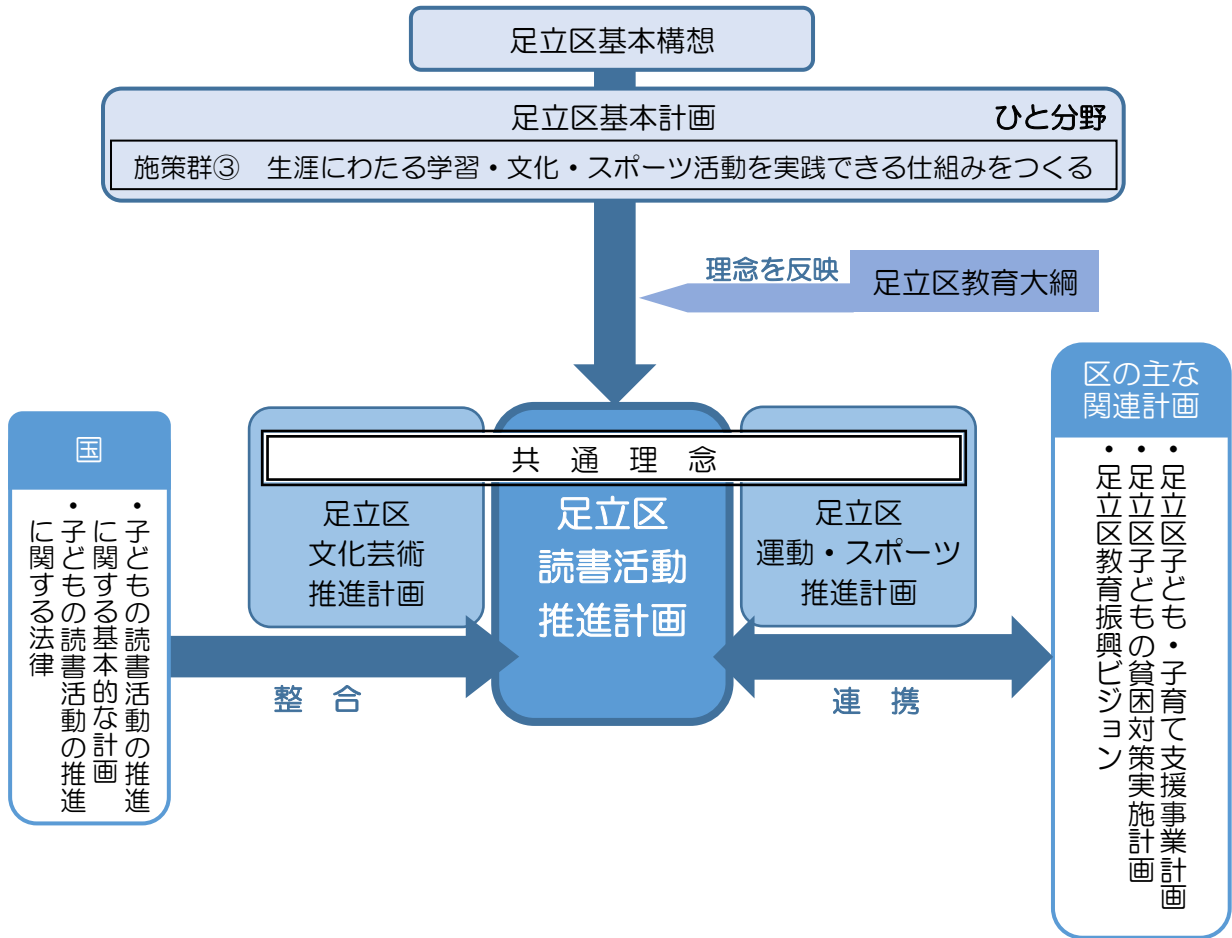 足立区基本構想
足立区基本計画
ひと分野
施策群③　生涯にわたる学習・文化・スポーツ活動を実践できる仕組みをつくる
理念を反映
足立区教育大綱
国
・子どもの読書活動の推進
に関する基本的な計画
・子どもの読書活動の推進
に関する法律
共　通　理　念
足立区
文化芸術
推進計画
足立区
読書活動
推進計画
足立区
運動・スポーツ
推進計画
区の主な
関連計画
・足立区子ども・子育て支援事業計画
・足立区子どもの貧困対策実施計画
・足立区教育振興ビジョン
整　合
連　携